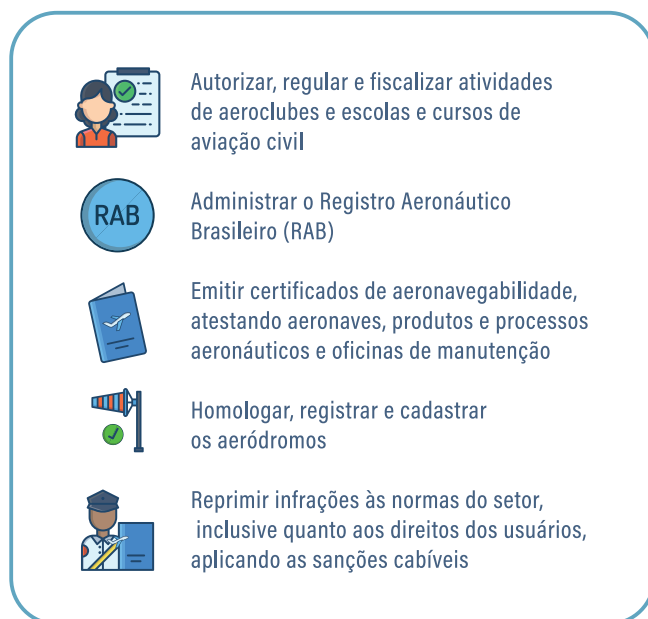 Autorizar, regular e fiscalizar atividades
de aeroclubes e escolas e cursos de
aviação civil
RAB
Administrar o Registro Aeronáutico
Brasileiro (RAB)
Emitir certificados de aeronavegabilidade,
atestando aeronaves, produtos e processos
aeronáuticos e oficinas de manutenção
Homologar, registrar e cadastrar
os aeródromos
Reprimir infrações às normas do setor,
inclusive quanto aos direitos dos usuários,
aplicando as sanções cabíveis